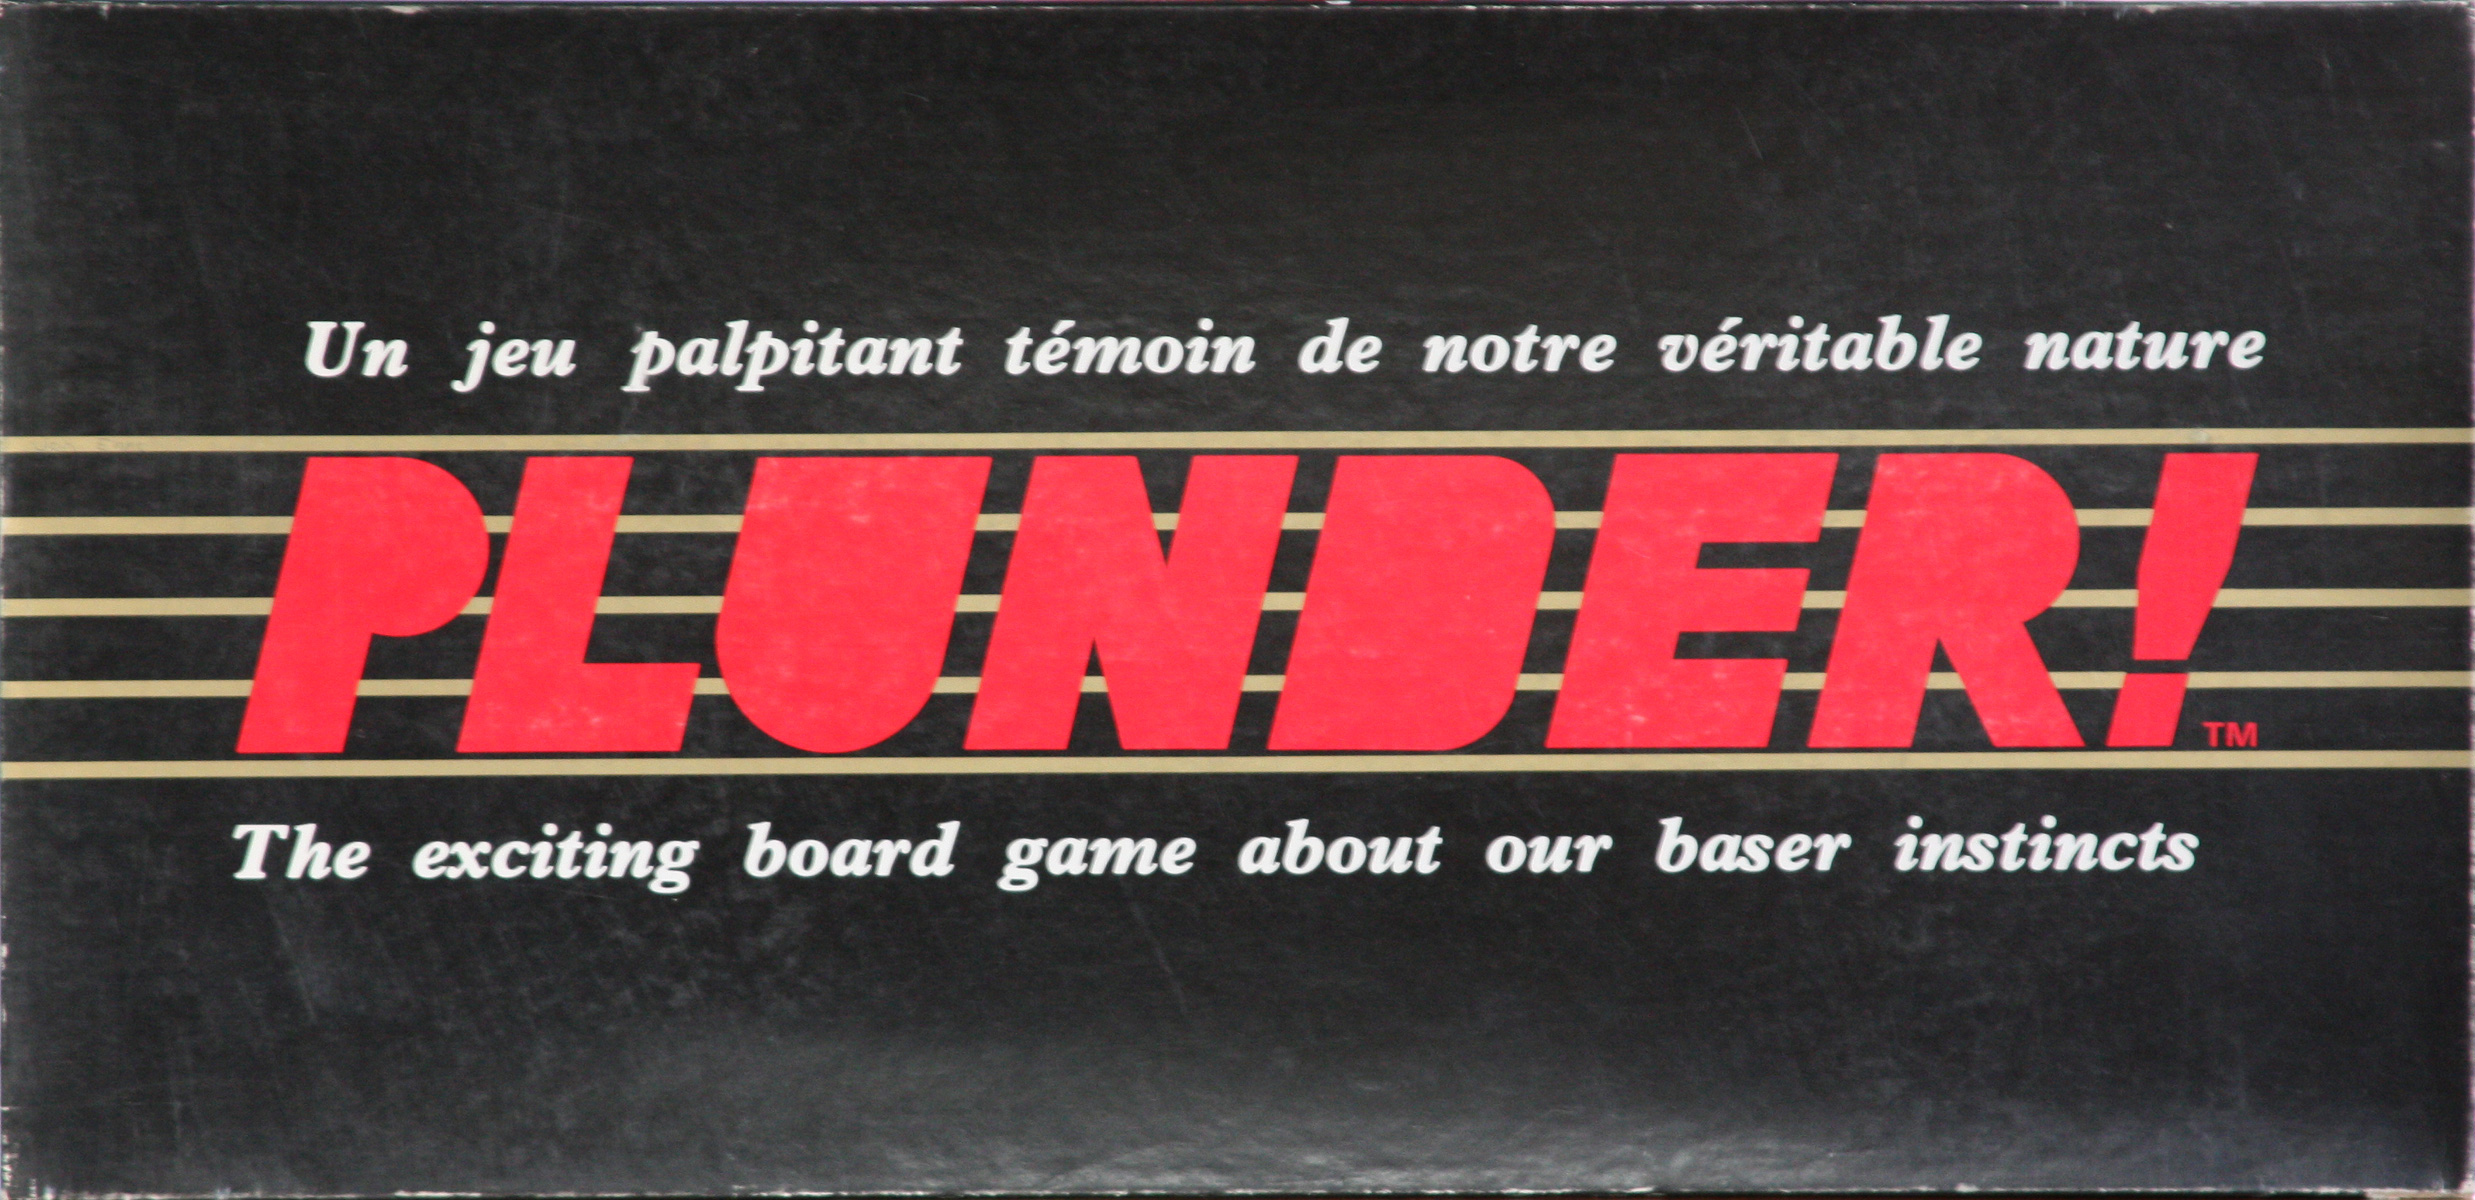 Un jeu palpitant témoin de notre véritable nature
PLUNDER! TM
The exciting board game about our baser instincts